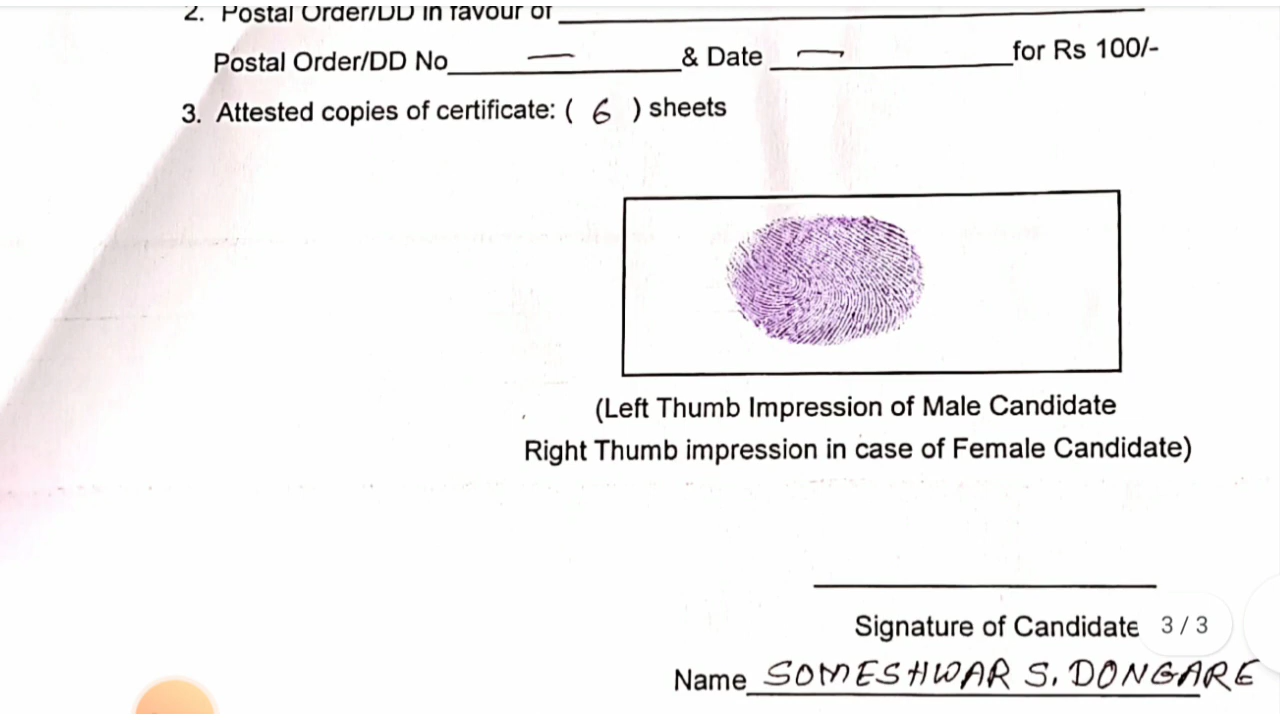 2. Postal Order/DD in favour of
Postal Order/DD No — & Date — for Rs 100/-
3. Attested copies of certificate: ( 6 ) sheets
(Left Thumb Impression of Male Candidate
Right Thumb impression in case of Female Candidate)
Signature of Candidate 3 / 3
Name SOMESHWAR S. DONGARE